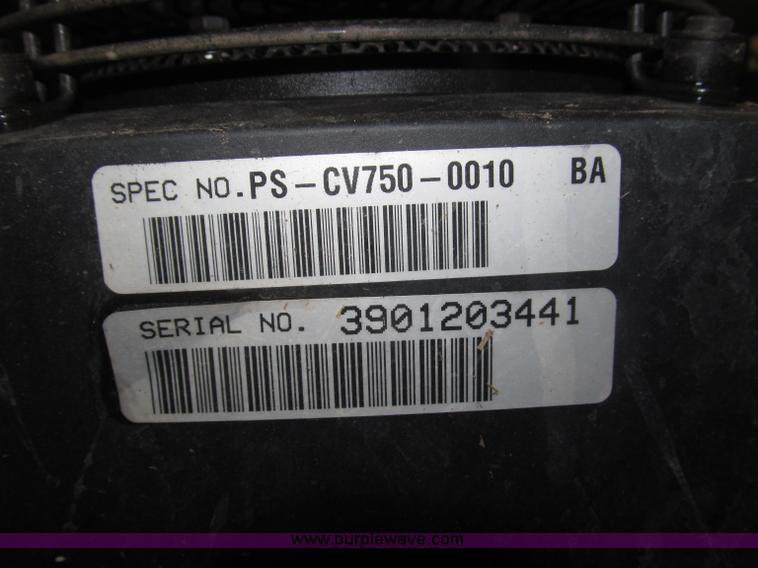 SPEC NO. PS-CV750-0010 BA
SERIAL NO. 3901203441
www.purplewave.com